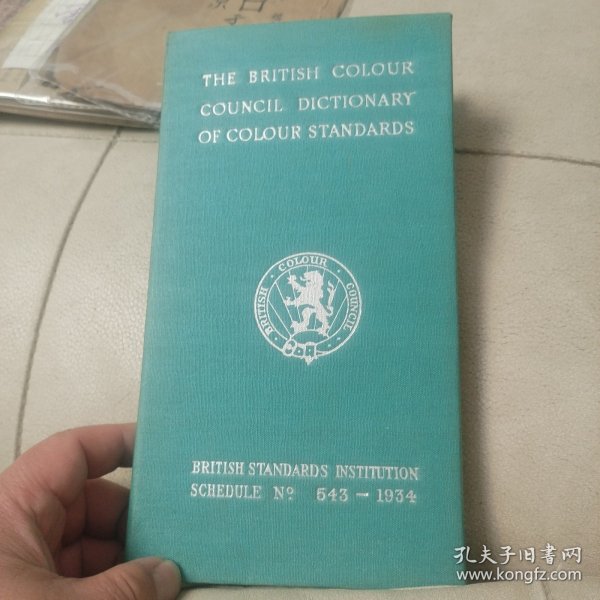 THE BRITISH COLOUR
COUNCIL DICTIONARY
OF COLOUR STANDARDS
BRITISH · COLOUR · COUNCIL
BRITISH STANDARDS INSTITUTION
SCHEDULE Nº 543 - 1934
孔夫子旧书网
www.kongfz.com